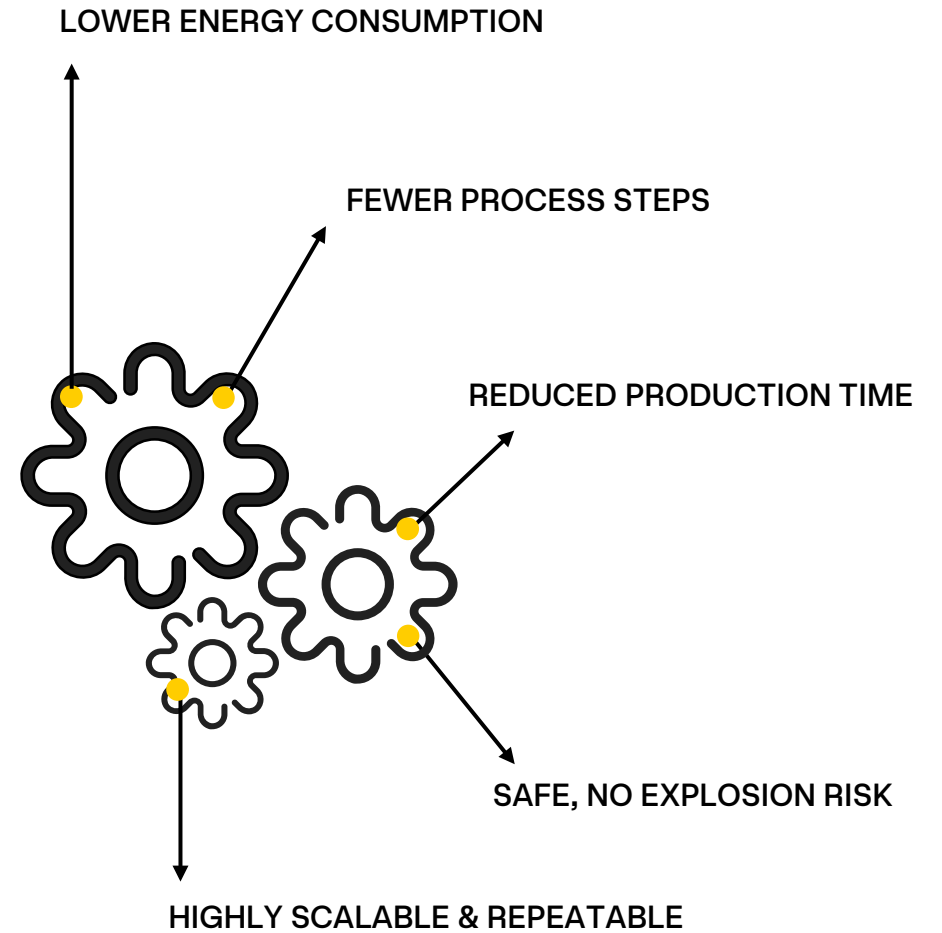 LOWER ENERGY CONSUMPTION
FEWER PROCESS STEPS
REDUCED PRODUCTION TIME
SAFE, NO EXPLOSION RISK
HIGHLY SCALABLE & REPEATABLE